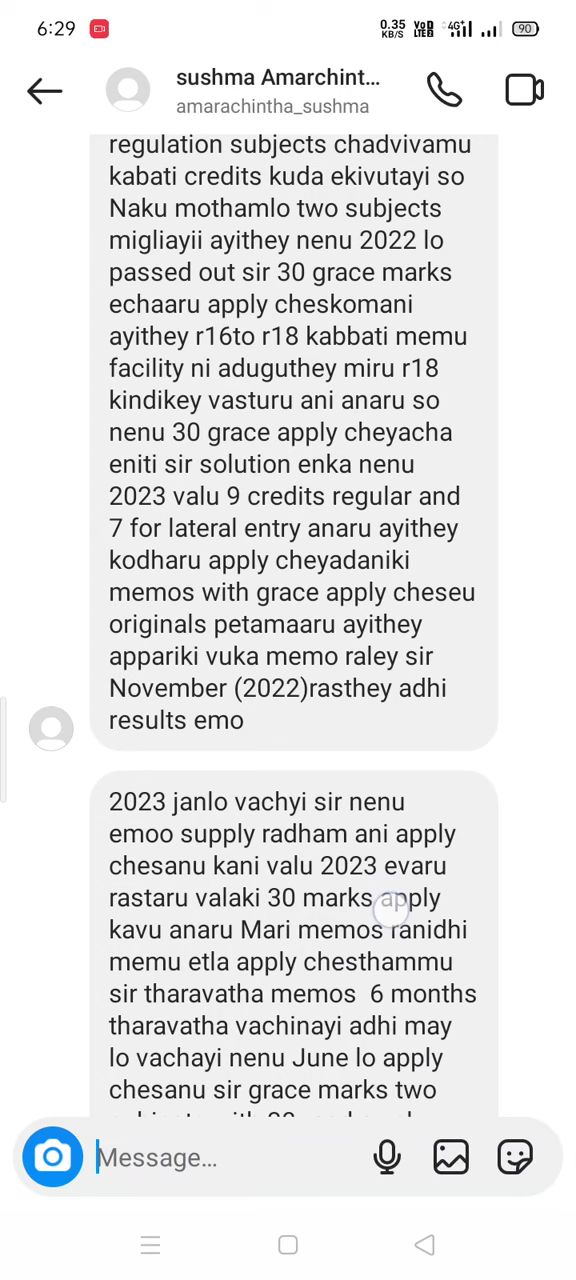 6:29
0.35 KB/S VoD LTE2 4G+ 90
sushma Amarchint...
amarachintha_sushma
regulation subjects chadvivamu
kabati credits kuda ekivutayi so
Naku mothamlo two subjects
migliayii ayithey nenu 2022 lo
passed out sir 30 grace marks
echaaru apply cheskomani
ayithey r16to r18 kabbati memu
facility ni aduguthey miru r18
kindikey vasturu ani anaru so
nenu 30 grace apply cheyacha
eniti sir solution enka nenu
2023 valu 9 credits regular and
7 for lateral entry anaru ayithey
kodharu apply cheyadaniki
memos with grace apply cheseu
originals petamaaru ayithey
appariki vuka memo raley sir
November (2022)rasthey adhi
results emo
2023 janlo vachyi sir nenu
emoo supply radham ani apply
chesanu kani valu 2023 evaru
rastaru valaki 30 marks apply
kavu anaru Mari memos ranidhi
memu etla apply chesthammu
sir tharavatha memos 6 months
tharavatha vachinayi adhi may
lo vachayi nenu June lo apply
chesanu sir grace marks two
Message...